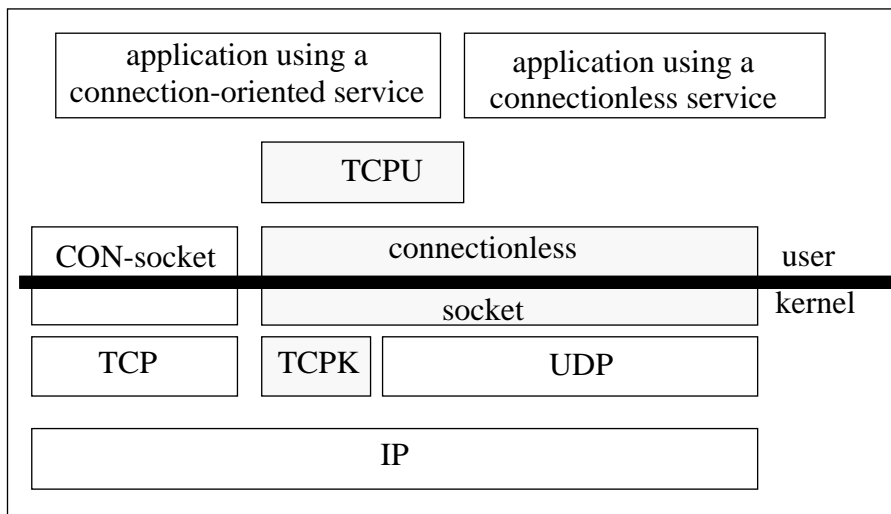 application using a
connection-oriented service
application using a
connectionless service
TCPU
CON-socket
connectionless
user
socket
kernel
TCP
TCPK
UDP
IP